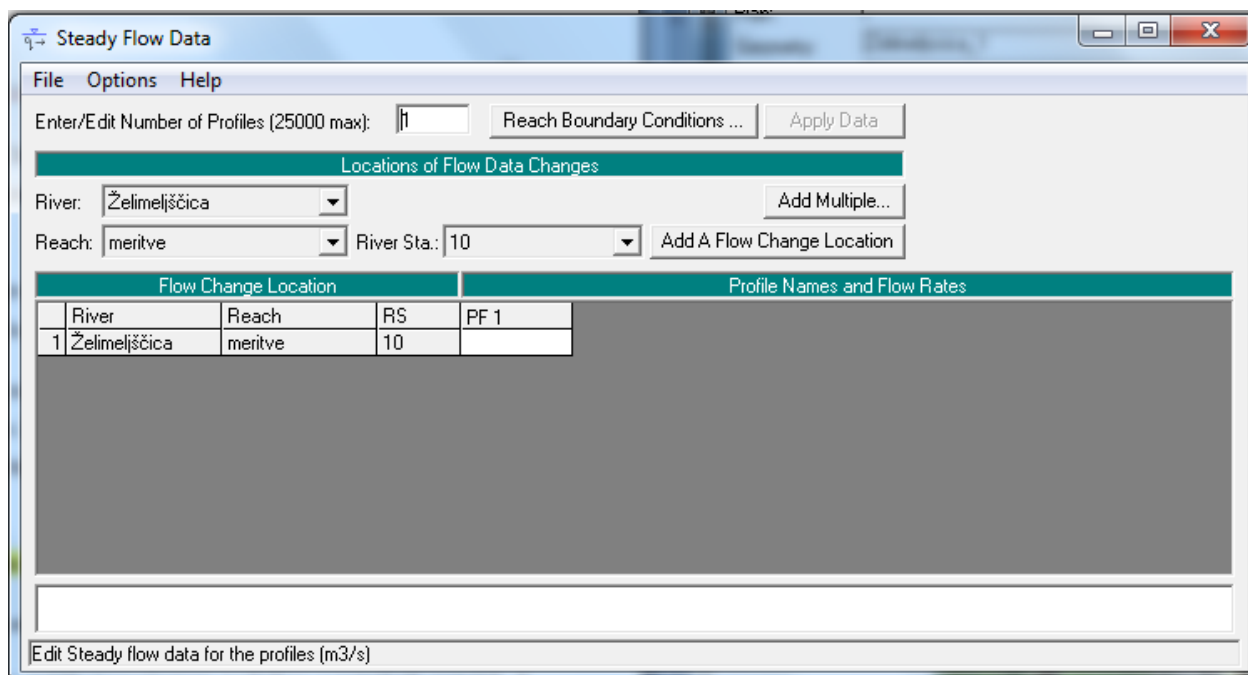 Steady Flow Data
File Options Help
Enter/Edit Number of Profiles (25000 max): 1 Reach Boundary Conditions ... Apply Data
Locations of Flow Data Changes
River: Želimeljščica Add Multiple...
Reach: meritve River Sta.: 10 Add A Flow Change Location
Flow Change Location Profile Names and Flow Rates
River Reach RS PF 1
1 Želimeljščica meritve 10
Edit Steady flow data for the profiles (m3/s)